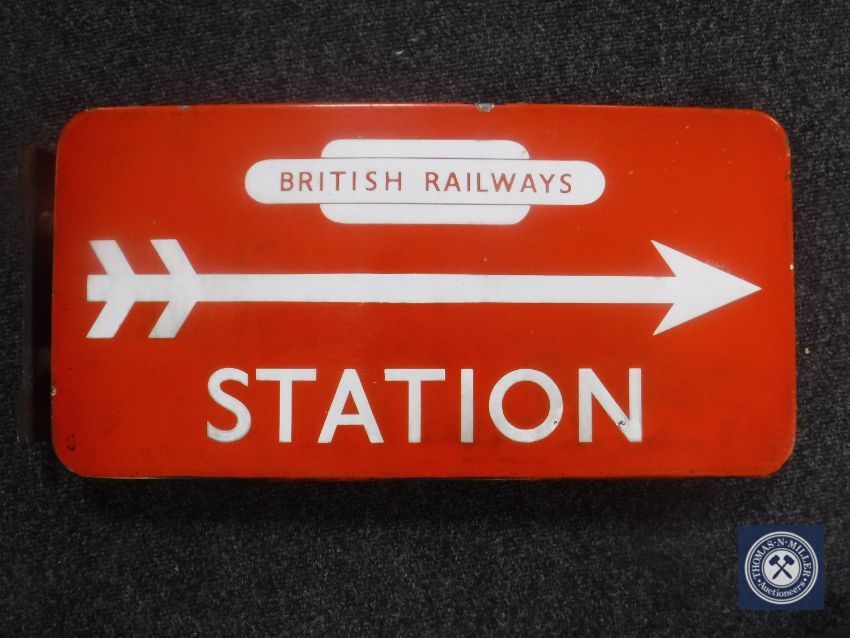 BRITISH RAILWAYS
STATION
THOMAS·N·MILLER
Auctioneers